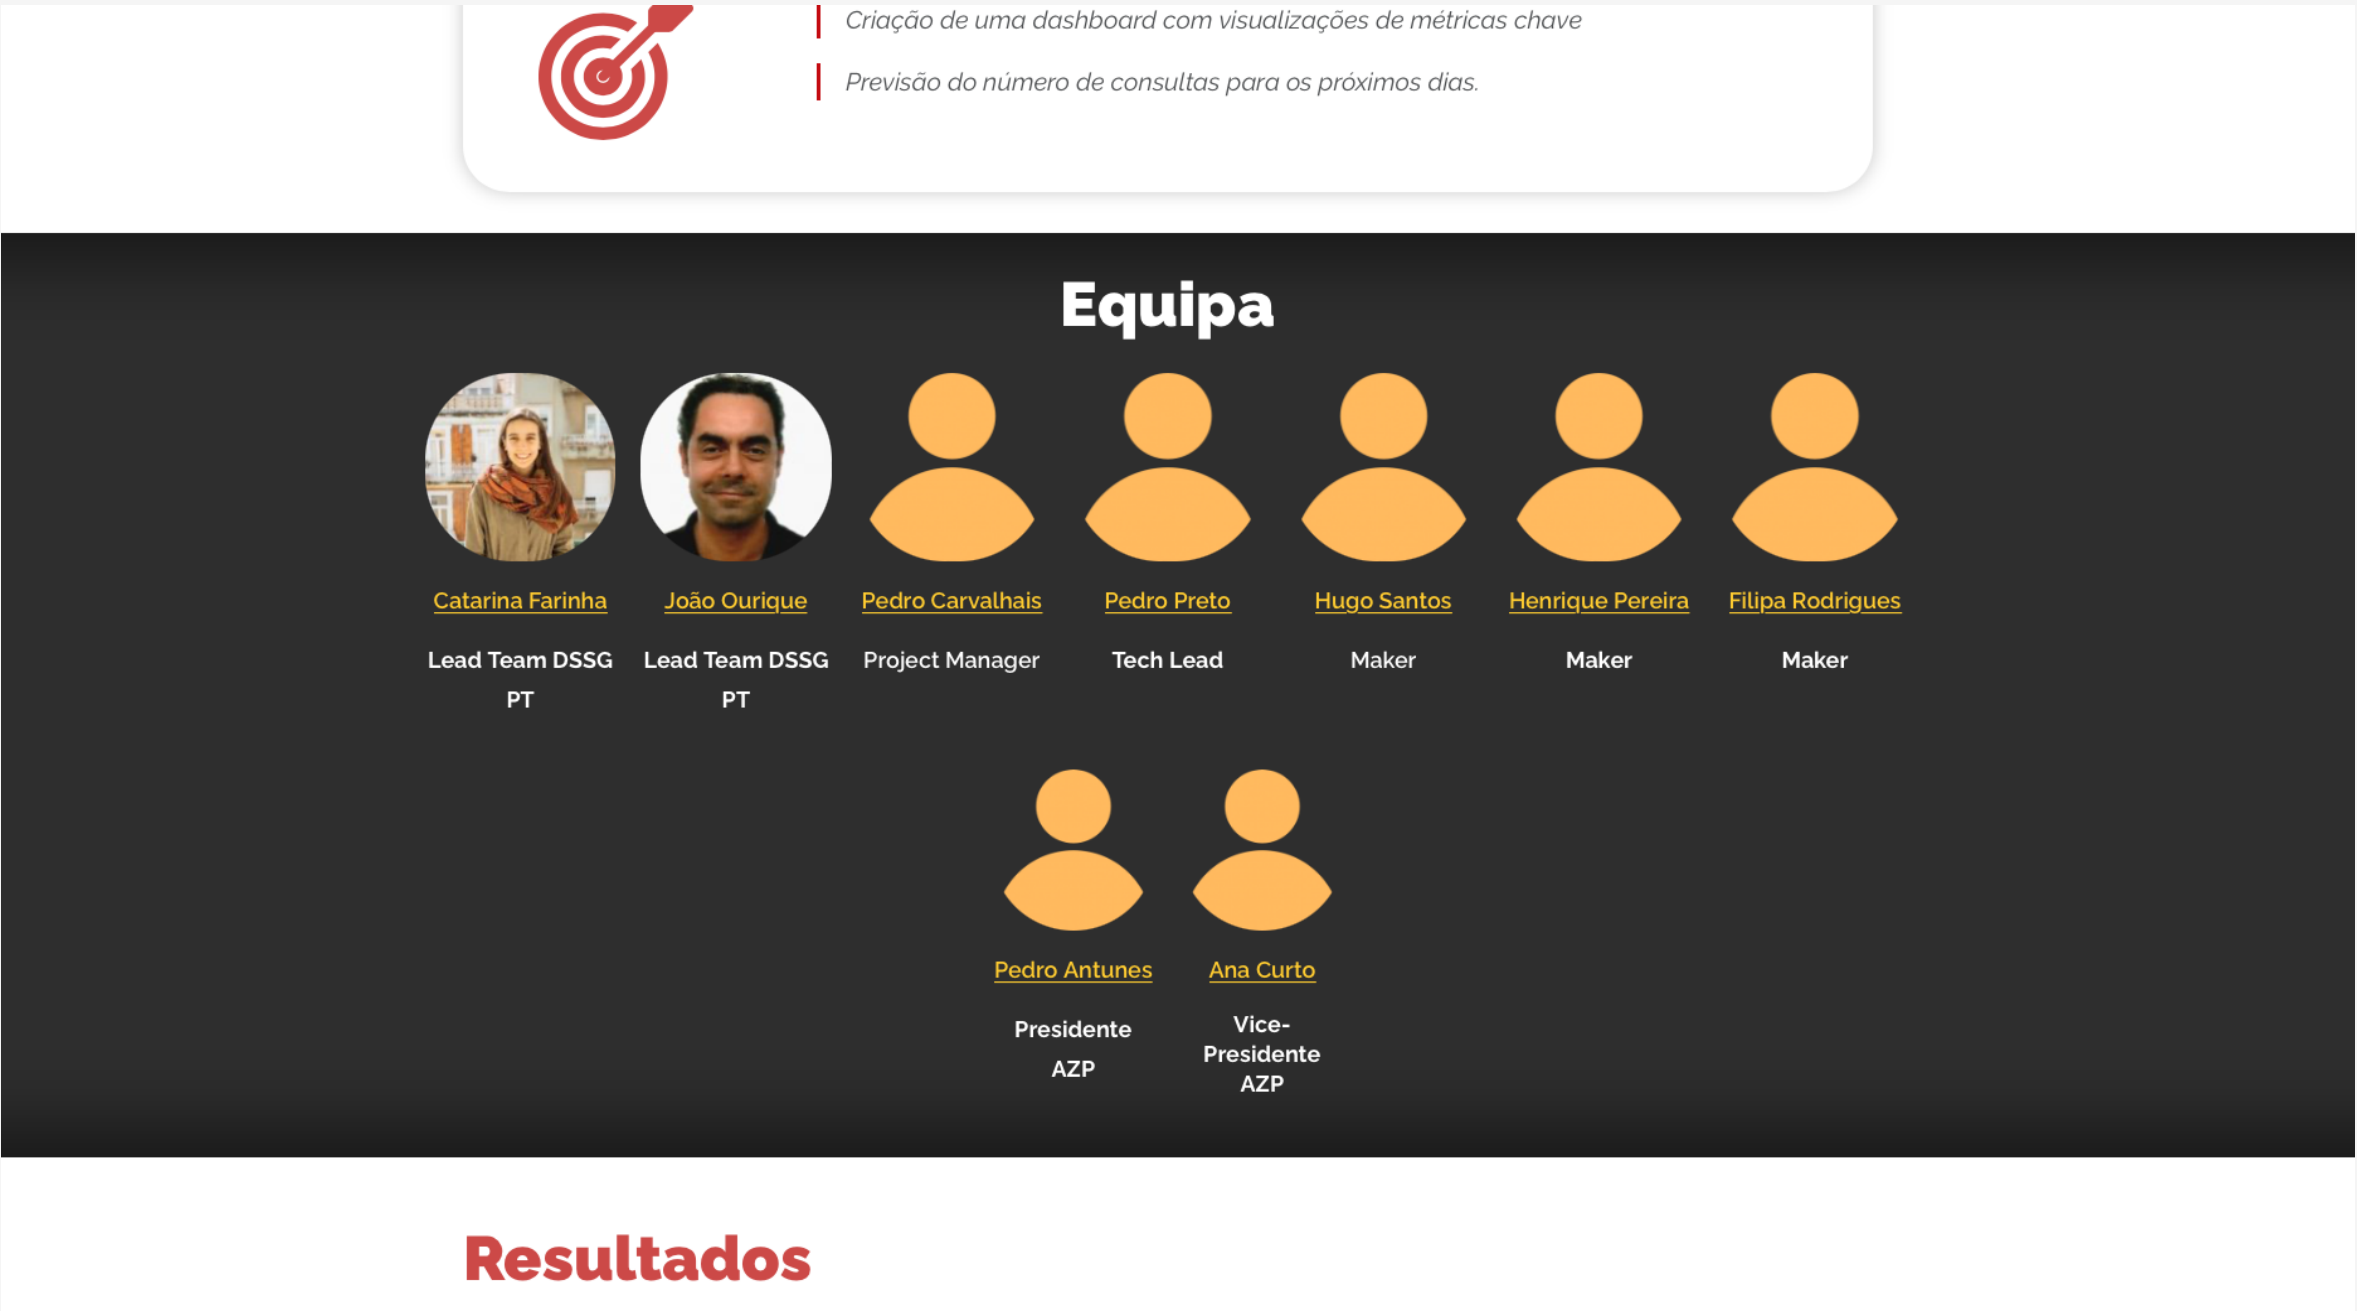 Criação de uma dashboard com visualizações de métricas chave
Previsão do número de consultas para os próximos dias.
Equipa
Catarina Farinha
Lead Team DSSG
PT
João Ourique
Lead Team DSSG
PT
Pedro Carvalhais
Project Manager
Pedro Preto
Tech Lead
Hugo Santos
Maker
Henrique Pereira
Maker
Filipa Rodrigues
Maker
Pedro Antunes
Presidente
AZP
Ana Curto
Vice-
Presidente
AZP
Resultados